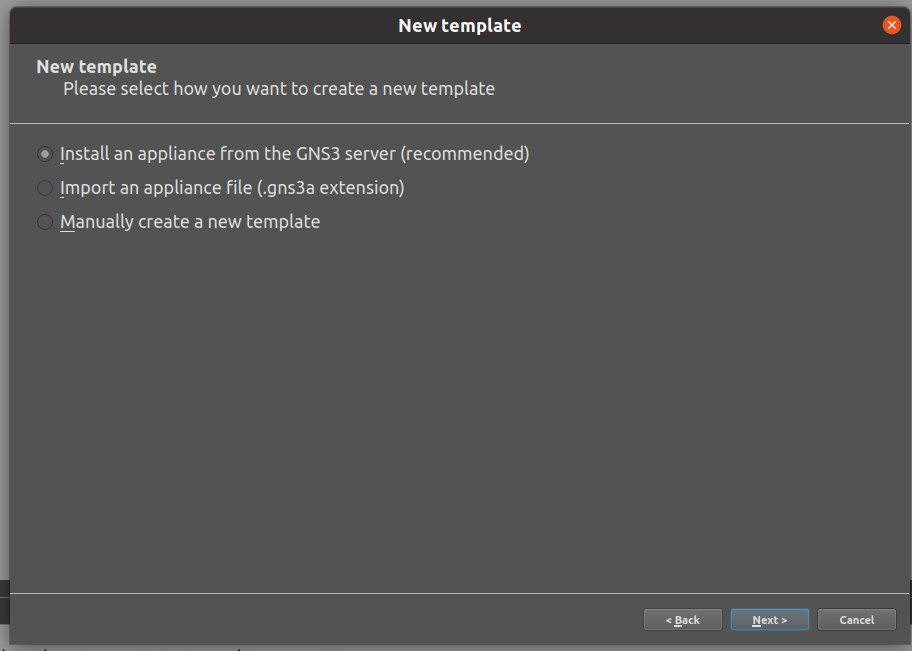 New template
New template
Please select how you want to create a new template
Install an appliance from the GNS3 server (recommended)
Import an appliance file (.gns3a extension)
Manually create a new template
< Back
Next >
Cancel